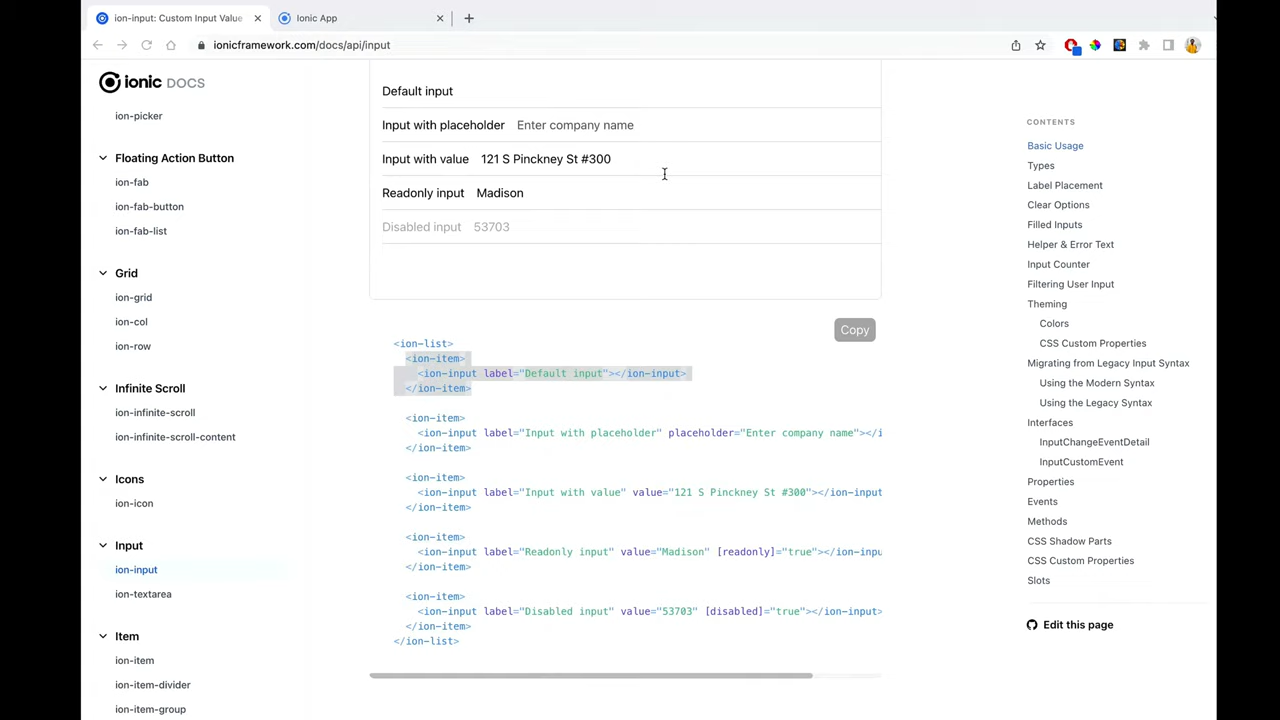 ion-input: Custom Input Value
Ionic App
ionicframework.com/docs/api/input
ionic DOCS
ion-picker
Floating Action Button
ion-fab
ion-fab-button
ion-fab-list
Grid
ion-grid
ion-col
ion-row
Infinite Scroll
ion-infinite-scroll
ion-infinite-scroll-content
Icons
ion-icon
Input
ion-input
ion-textarea
Item
ion-item
ion-item-divider
ion-item-group
Default input
Input with placeholder Enter company name
Input with value 121 S Pinckney St #300
Readonly input Madison
Disabled input 53703
Copy
<ion-list>
<ion-item>
<ion-input label="Default input"></ion-input>
</ion-item>
<ion-item>
<ion-input label="Input with placeholder" placeholder="Enter company name"></i
</ion-item>
<ion-item>
<ion-input label="Input with value" value="121 S Pinckney St #300"></ion-input
</ion-item>
<ion-item>
<ion-input label="Readonly input" value="Madison" [readonly]="true"></ion-inpu
</ion-item>
<ion-item>
<ion-input label="Disabled input" value="53703" [disabled]="true"></ion-input>
</ion-item>
</ion-list>
CONTENTS
Basic Usage
Types
Label Placement
Clear Options
Filled Inputs
Helper & Error Text
Input Counter
Filtering User Input
Theming
Colors
CSS Custom Properties
Migrating from Legacy Input Syntax
Using the Modern Syntax
Using the Legacy Syntax
Interfaces
InputChangeEventDetail
InputCustomEvent
Properties
Events
Methods
CSS Shadow Parts
CSS Custom Properties
Slots
Edit this page